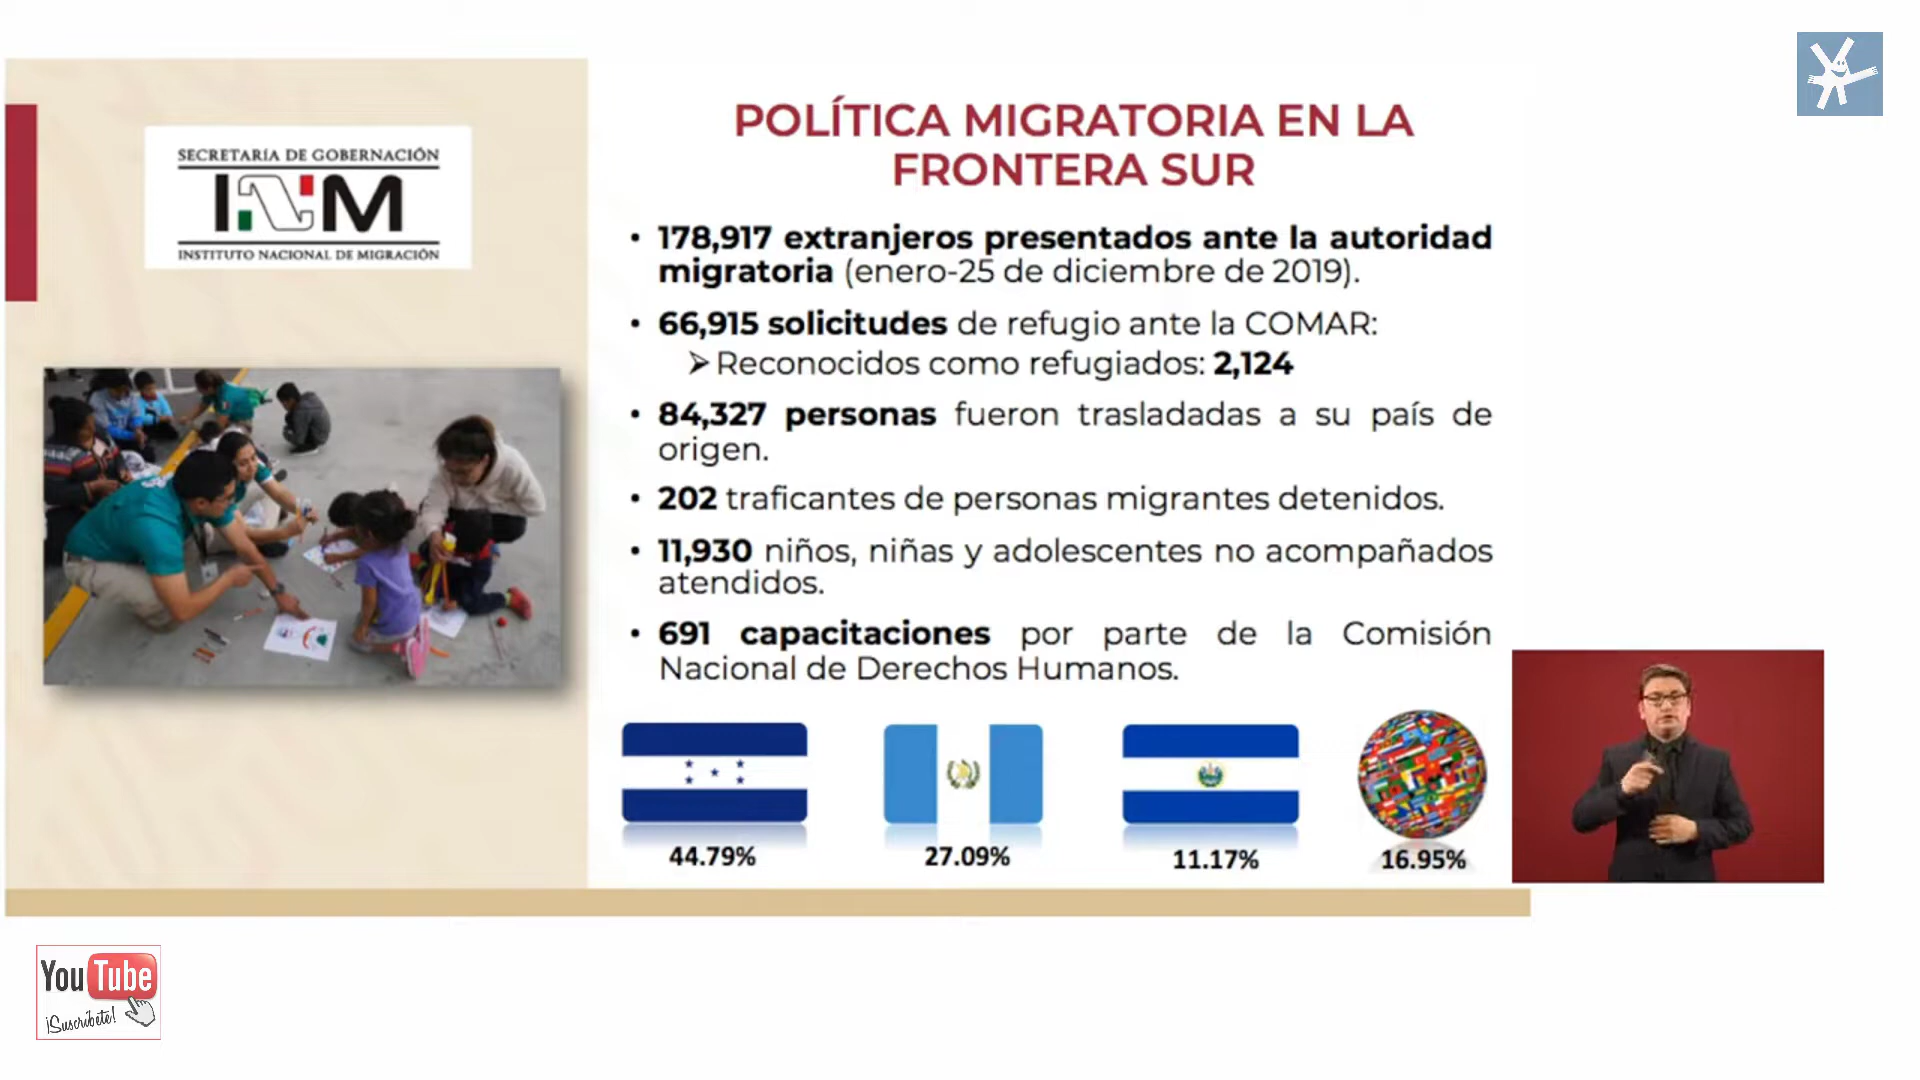 SECRETARÍA DE GOBERNACIÓN
INM
INSTITUTO NACIONAL DE MIGRACIÓN
POLÍTICA MIGRATORIA EN LA
FRONTERA SUR
• 178,917 extranjeros presentados ante la autoridad
migratoria (enero-25 de diciembre de 2019).
• 66,915 solicitudes de refugio ante la COMAR:
➢ Reconocidos como refugiados: 2,124
• 84,327 personas fueron trasladadas a su país de
origen.
• 202 traficantes de personas migrantes detenidos.
• 11,930 niños, niñas y adolescentes no acompañados
atendidos.
• 691 capacitaciones por parte de la Comisión
Nacional de Derechos Humanos.
44.79%
27.09%
11.17%
16.95%
YouTube
¡Suscríbete!